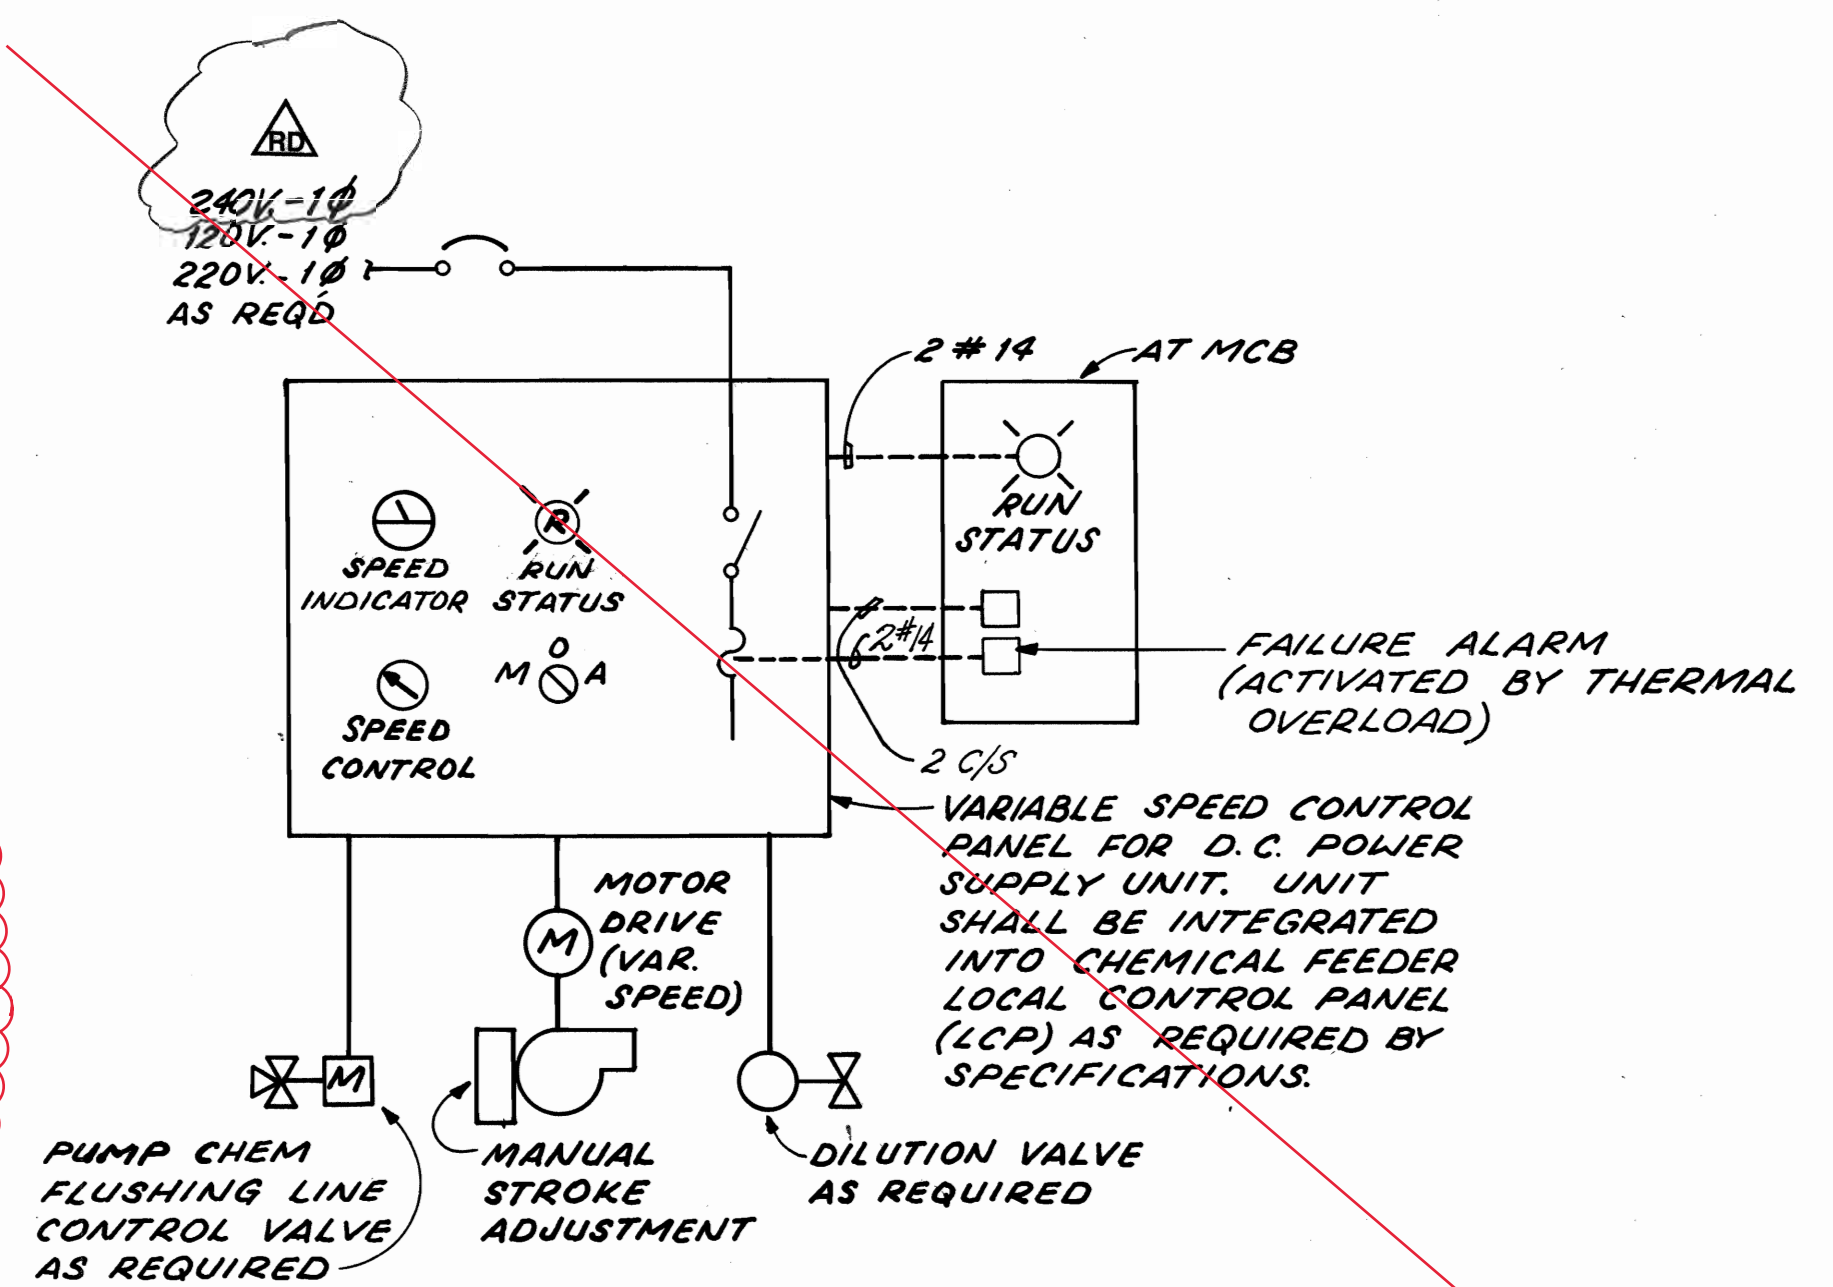 RD
240V.-1Ø
120V.-1Ø
220V.-1Ø
AS REQ'D
2 #14
AT MCB
RUN
STATUS
SPEED
INDICATOR
R
RUN
STATUS
2#14
FAILURE ALARM
(ACTIVATED BY THERMAL
OVERLOAD)
O
M A
SPEED
CONTROL
2 C/S
VARIABLE SPEED CONTROL
PANEL FOR D.C. POWER
SUPPLY UNIT. UNIT
SHALL BE INTEGRATED
INTO CHEMICAL FEEDER
LOCAL CONTROL PANEL
(LCP) AS REQUIRED BY
SPECIFICATIONS.
MOTOR
DRIVE
(VAR.
SPEED)
M
M
PUMP CHEM
FLUSHING LINE
CONTROL VALVE
AS REQUIRED
MANUAL
STROKE
ADJUSTMENT
DILUTION VALVE
AS REQUIRED